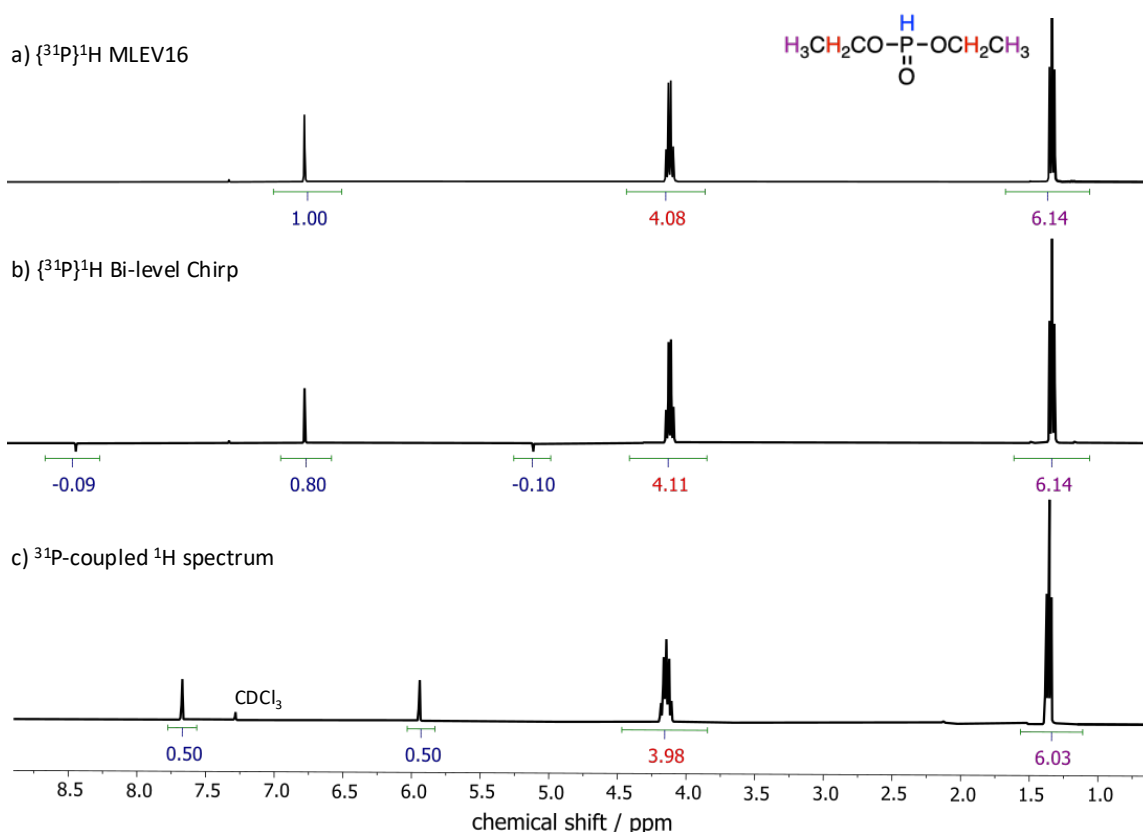 a) {³¹P}¹H MLEV16
H
H₃CH₂CO–P–OCH₂CH₃
O
1.00 4.08 6.14
b) {³¹P}¹H Bi-level Chirp
-0.09 0.80 -0.10 4.11 6.14
c) ³¹P-coupled ¹H spectrum
CDCl₃
0.50 0.50 3.98 6.03
8.5 8.0 7.5 7.0 6.5 6.0 5.5 5.0 4.5 4.0 3.5 3.0 2.5 2.0 1.5 1.0
chemical shift / ppm